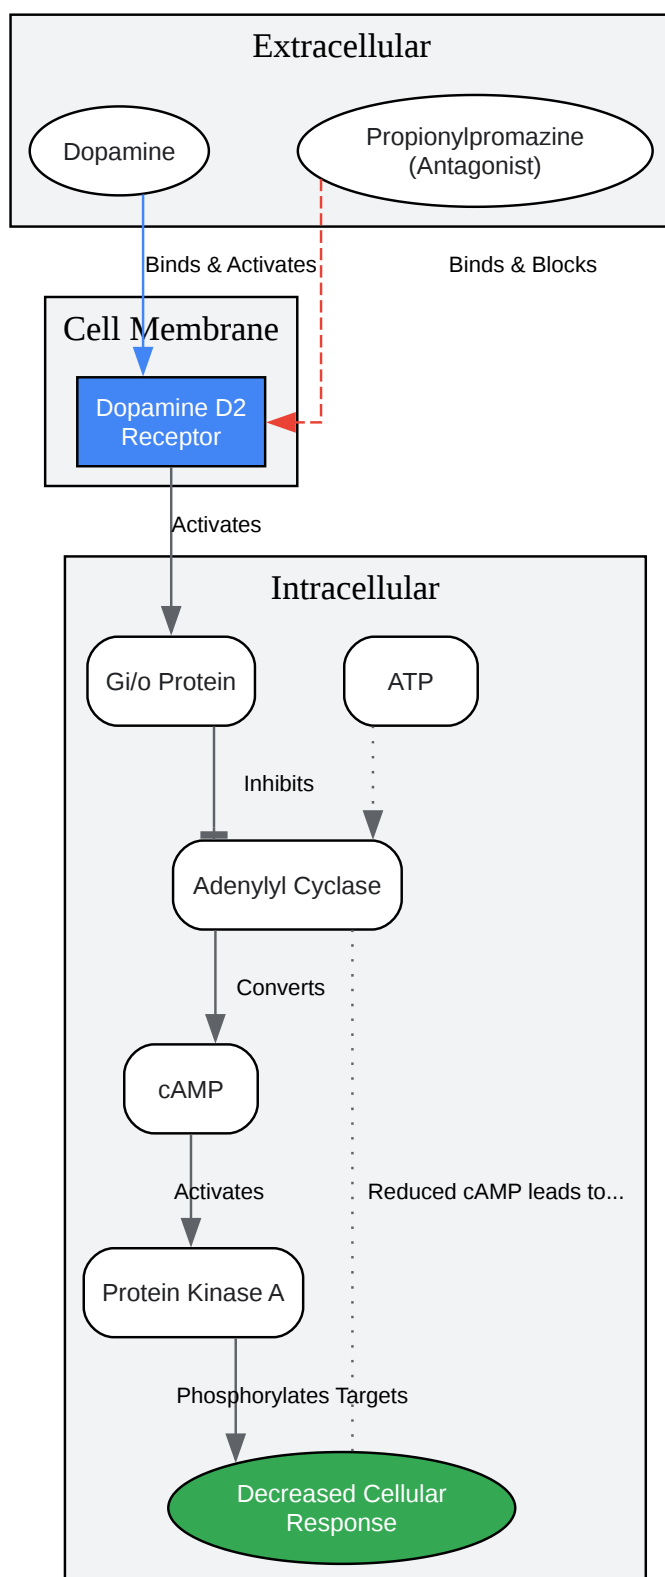 Extracellular
Dopamine
Propionylpromazine
(Antagonist)
Binds & Activates
Binds & Blocks
Cell Membrane
Dopamine D2
Receptor
Activates
Intracellular
Gi/o Protein
ATP
Inhibits
Adenylyl Cyclase
Converts
cAMP
Activates
Reduced cAMP leads to...
Protein Kinase A
Phosphorylates Targets
Decreased Cellular
Response